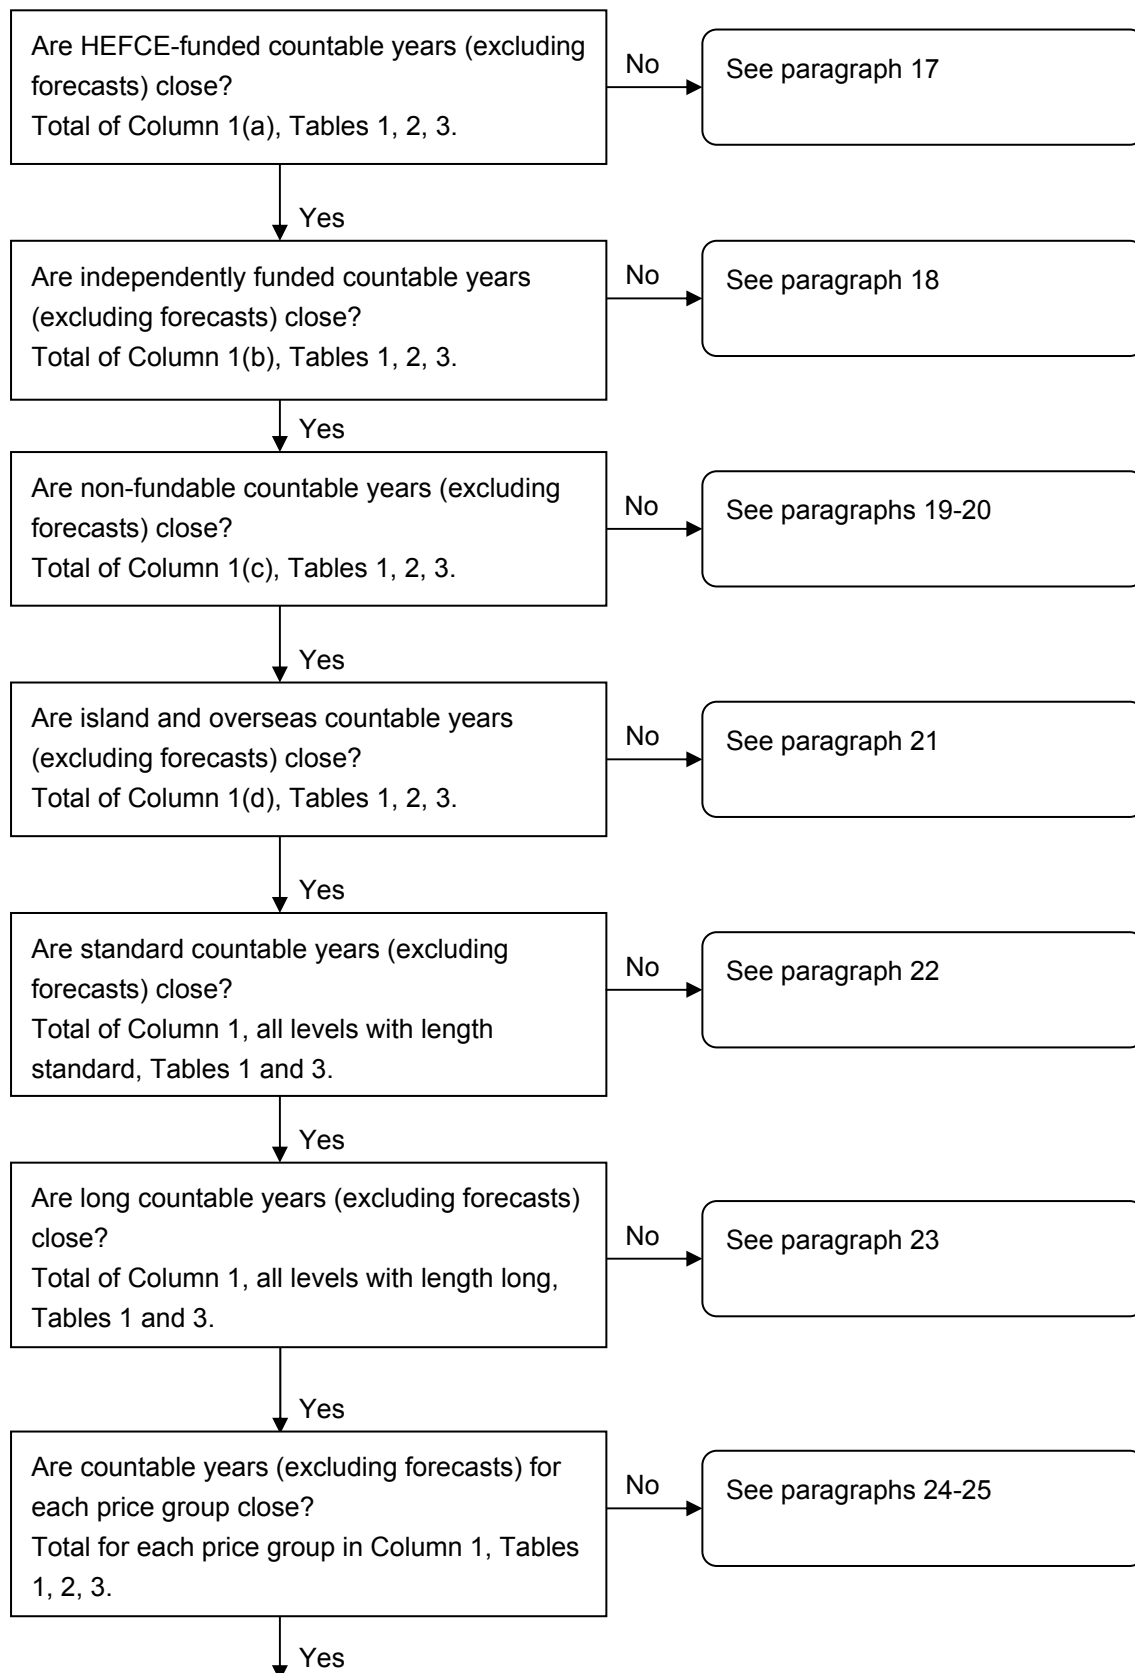 Are HEFCE-funded countable years (excluding
forecasts) close?
Total of Column 1(a), Tables 1, 2, 3.
No
See paragraph 17
Yes
Are independently funded countable years
(excluding forecasts) close?
Total of Column 1(b), Tables 1, 2, 3.
No
See paragraph 18
Yes
Are non-fundable countable years (excluding
forecasts) close?
Total of Column 1(c), Tables 1, 2, 3.
No
See paragraphs 19-20
Yes
Are island and overseas countable years
(excluding forecasts) close?
Total of Column 1(d), Tables 1, 2, 3.
No
See paragraph 21
Yes
Are standard countable years (excluding
forecasts) close?
Total of Column 1, all levels with length
standard, Tables 1 and 3.
No
See paragraph 22
Yes
Are long countable years (excluding forecasts)
close?
Total of Column 1, all levels with length long,
Tables 1 and 3.
No
See paragraph 23
Yes
Are countable years (excluding forecasts) for
each price group close?
Total for each price group in Column 1, Tables
1, 2, 3.
No
See paragraphs 24-25
Yes